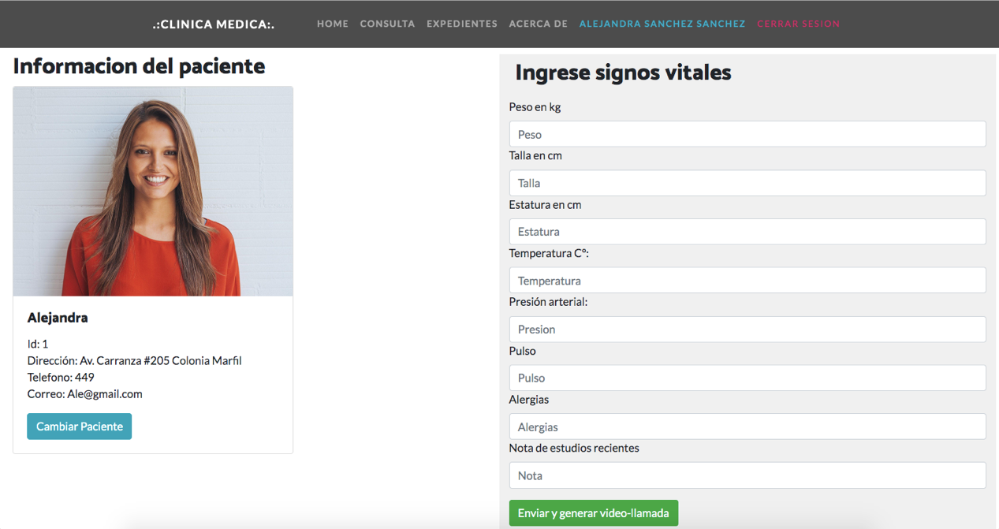 .:CLINICA MEDICA:. HOME CONSULTA EXPEDIENTES ACERCA DE ALEJANDRA SANCHEZ SANCHEZ CERRAR SESION
Informacion del paciente
Alejandra
Id: 1
Dirección: Av. Carranza #205 Colonia Marfil
Telefono: 449
Correo: Ale@gmail.com
Cambiar Paciente
Ingrese signos vitales
Peso en kg
Peso
Talla en cm
Talla
Estatura en cm
Estatura
Temperatura Cº:
Temperatura
Presión arterial:
Presion
Pulso
Pulso
Alergias
Alergias
Nota de estudios recientes
Nota
Enviar y generar video-llamada